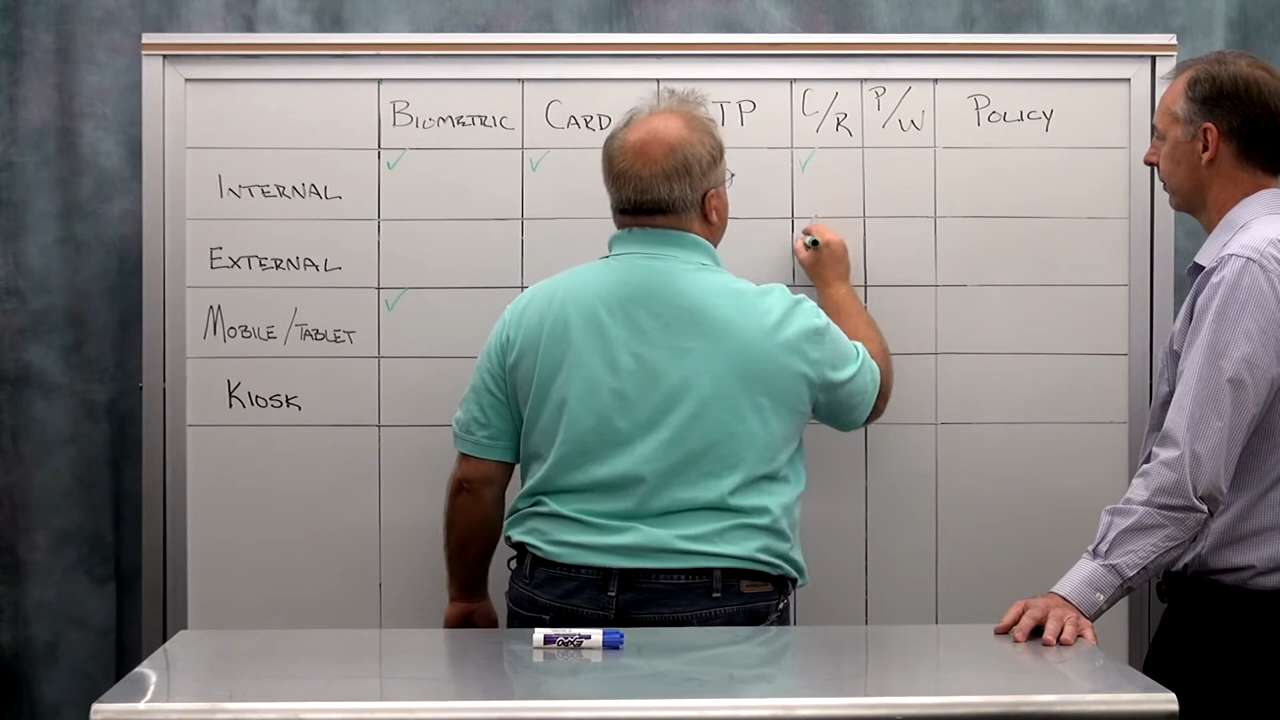 BIOMETRIC CARD TP C/R P/W POLICY
INTERNAL
EXTERNAL
MOBILE/TABLET
KIOSK
EXPO